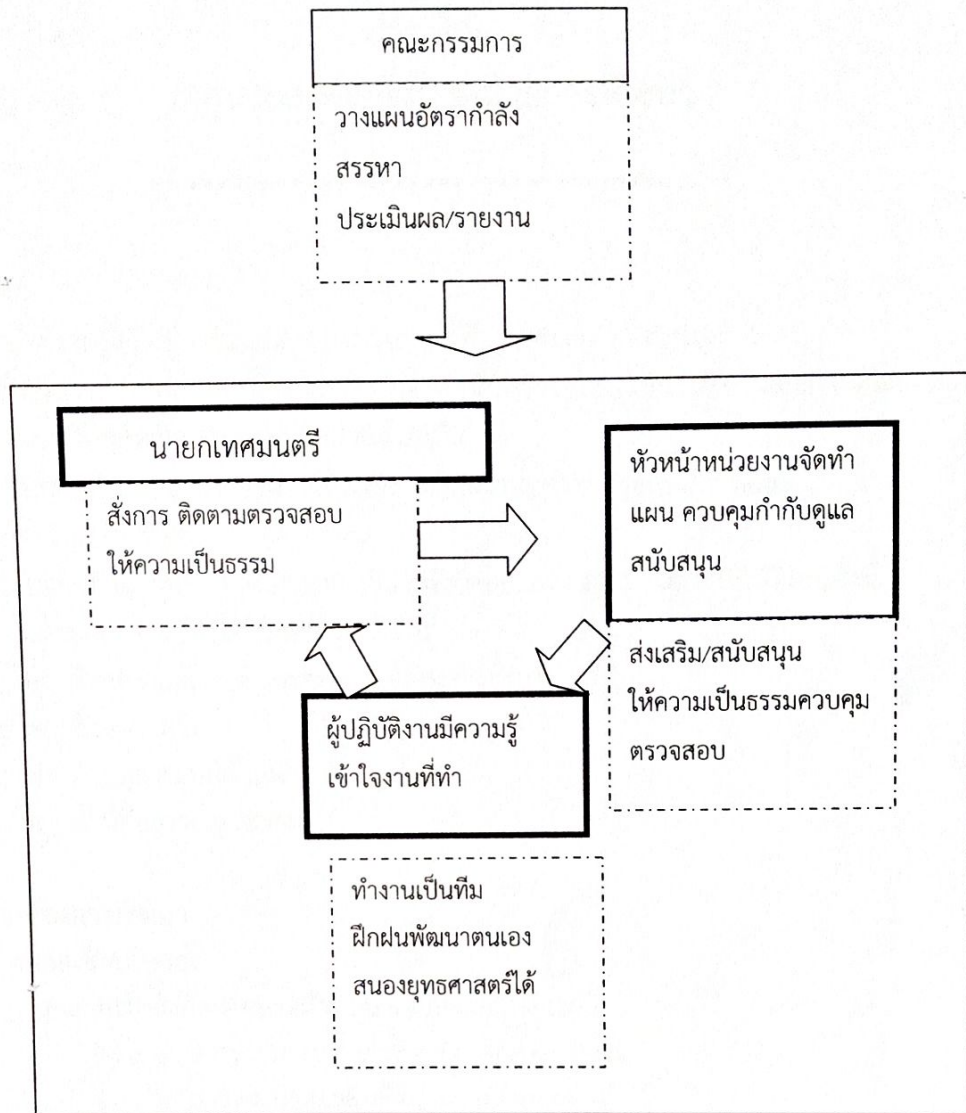 คณะกรรมการ
วางแผนอัตรากำลัง
สรรหา
ประเมินผล/รายงาน
นายกเทศมนตรี
สั่งการ ติดตามตรวจสอบ
ให้ความเป็นธรรม
หัวหน้าหน่วยงานจัดทำ
แผน ควบคุมกำกับดูแล
สนับสนุน
ส่งเสริม/สนับสนุน
ให้ความเป็นธรรมควบคุม
ตรวจสอบ
ผู้ปฏิบัติงานมีความรู้
เข้าใจงานที่ทำ
ทำงานเป็นทีม
ฝึกฝนพัฒนาตนเอง
สนองยุทธศาสตร์ได้